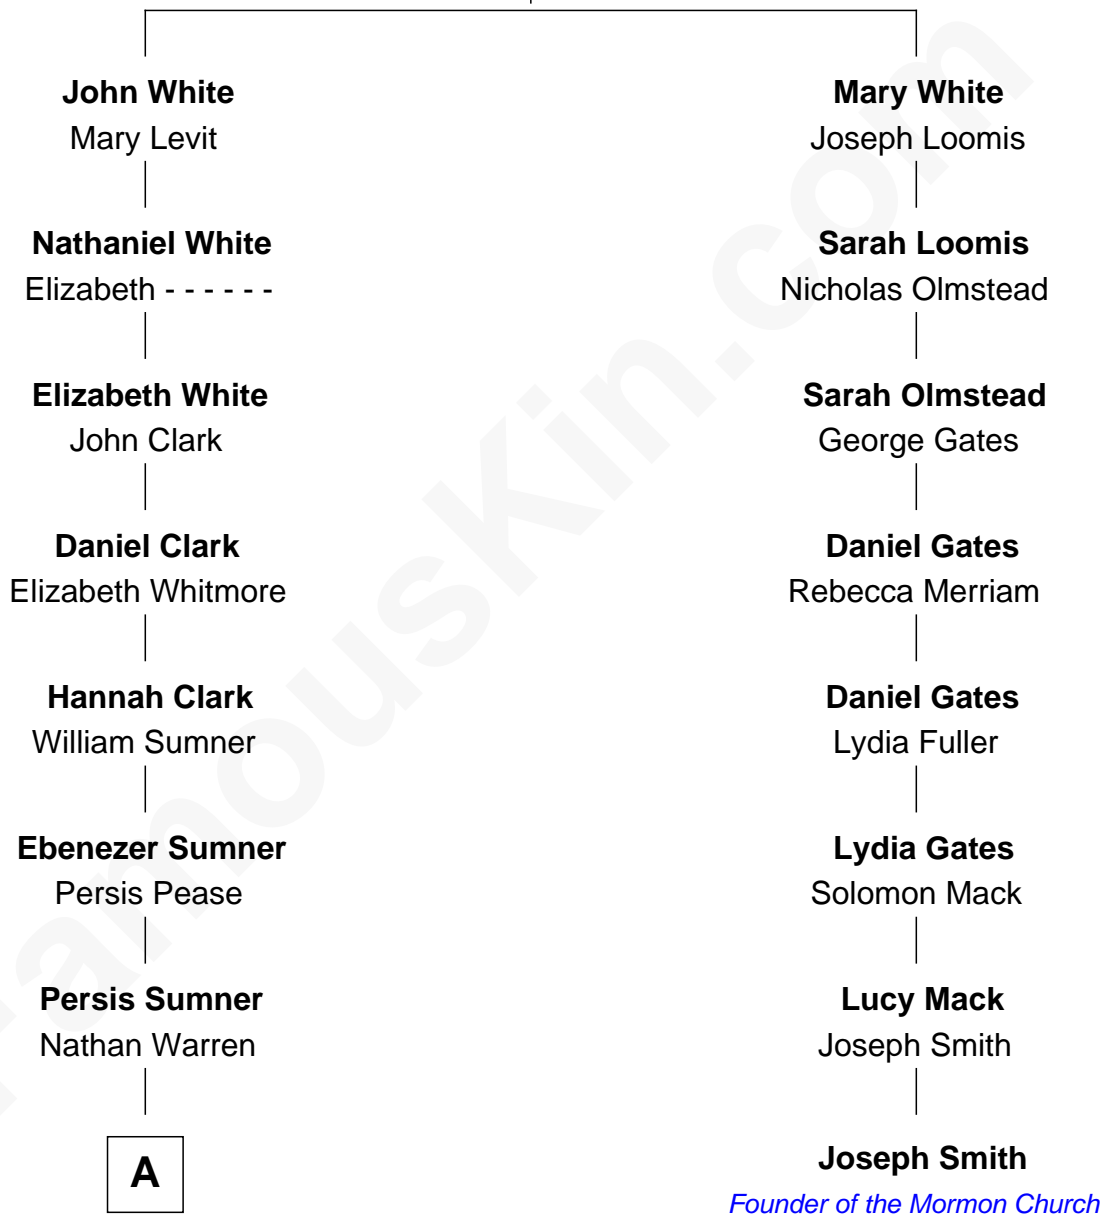 John White
Mary Levit
Nathaniel White
Elizabeth - - - - - -
Elizabeth White
John Clark
Daniel Clark
Elizabeth Whitmore
Hannah Clark
William Sumner
Ebenezer Sumner
Persis Pease
Persis Sumner
Nathan Warren
A
Mary White
Joseph Loomis
Sarah Loomis
Nicholas Olmstead
Sarah Olmstead
George Gates
Daniel Gates
Rebecca Merriam
Daniel Gates
Lydia Fuller
Lydia Gates
Solomon Mack
Lucy Mack
Joseph Smith
Joseph Smith
Founder of the Mormon Church
FamousKin.com